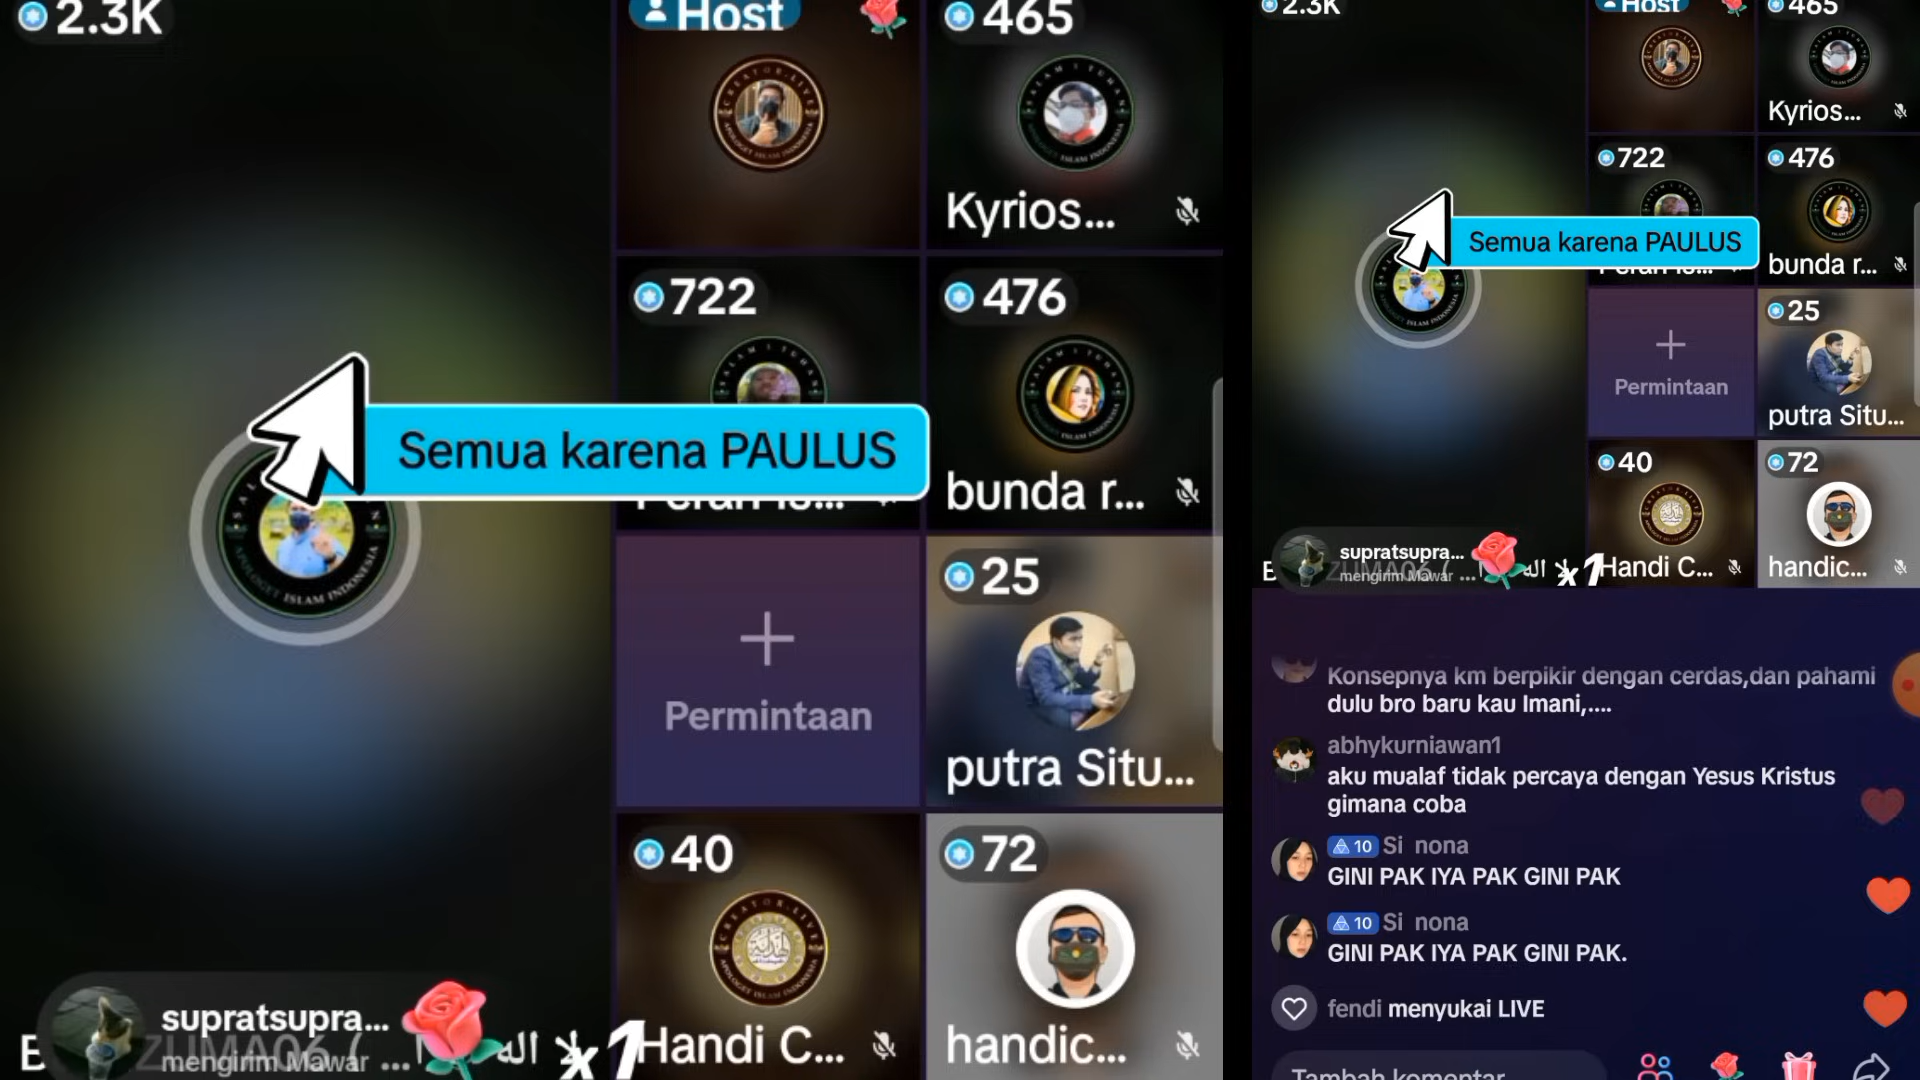 2.3K
Host
465
Kyrios...
722
476
Semua karena PAULUS
bunda r...
25
Permintaan
putra Situ...
40
72
Handi C...
handic...
supratsupra...
mengirim Mawar
x1
2.3K
Host
465
Kyrios...
722
476
Semua karena PAULUS
bunda r...
25
Permintaan
putra Situ...
40
72
Handi C...
handic...
supratsupra...
mengirim Mawar
x1
Konsepnya km berpikir dengan cerdas,dan pahami
dulu bro baru kau Imani,....
abhykurniawan1
aku mualaf tidak percaya dengan Yesus Kristus
gimana coba
10 Si nona
GINI PAK IYA PAK GINI PAK
10 Si nona
GINI PAK IYA PAK GINI PAK.
fendi menyukai LIVE
Tambah komentar